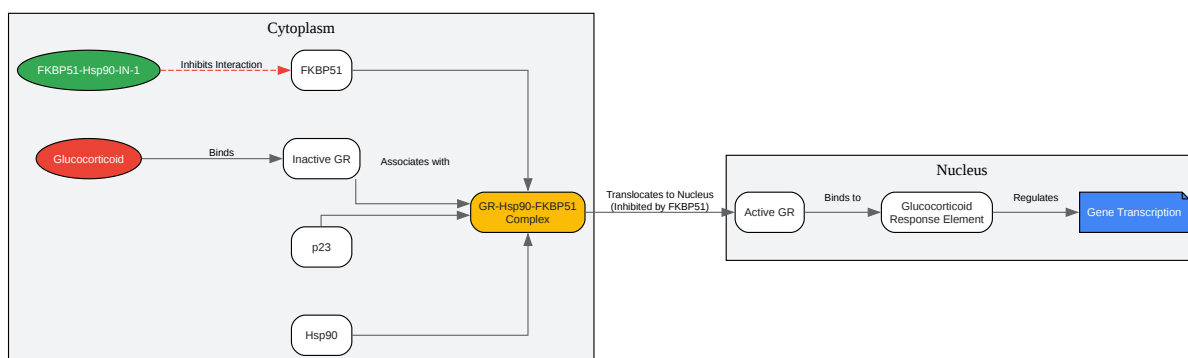 Cytoplasm
FKBP51-Hsp90-IN-1
Inhibits Interaction
FKBP51
Glucocorticoid
Binds
Inactive GR
Associates with
GR-Hsp90-FKBP51
Complex
p23
Hsp90
Translocates to Nucleus
(Inhibited by FKBP51)
Nucleus
Active GR
Binds to
Glucocorticoid
Response Element
Regulates
Gene Transcription